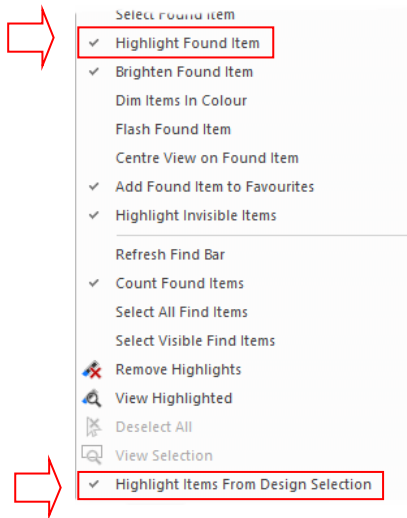 Select Found Item
Highlight Found Item
Brighten Found Item
Dim Items In Colour
Flash Found Item
Centre View on Found Item
Add Found Item to Favourites
Highlight Invisible Items
Refresh Find Bar
Count Found Items
Select All Find Items
Select Visible Find Items
Remove Highlights
View Highlighted
Deselect All
View Selection
Highlight Items From Design Selection